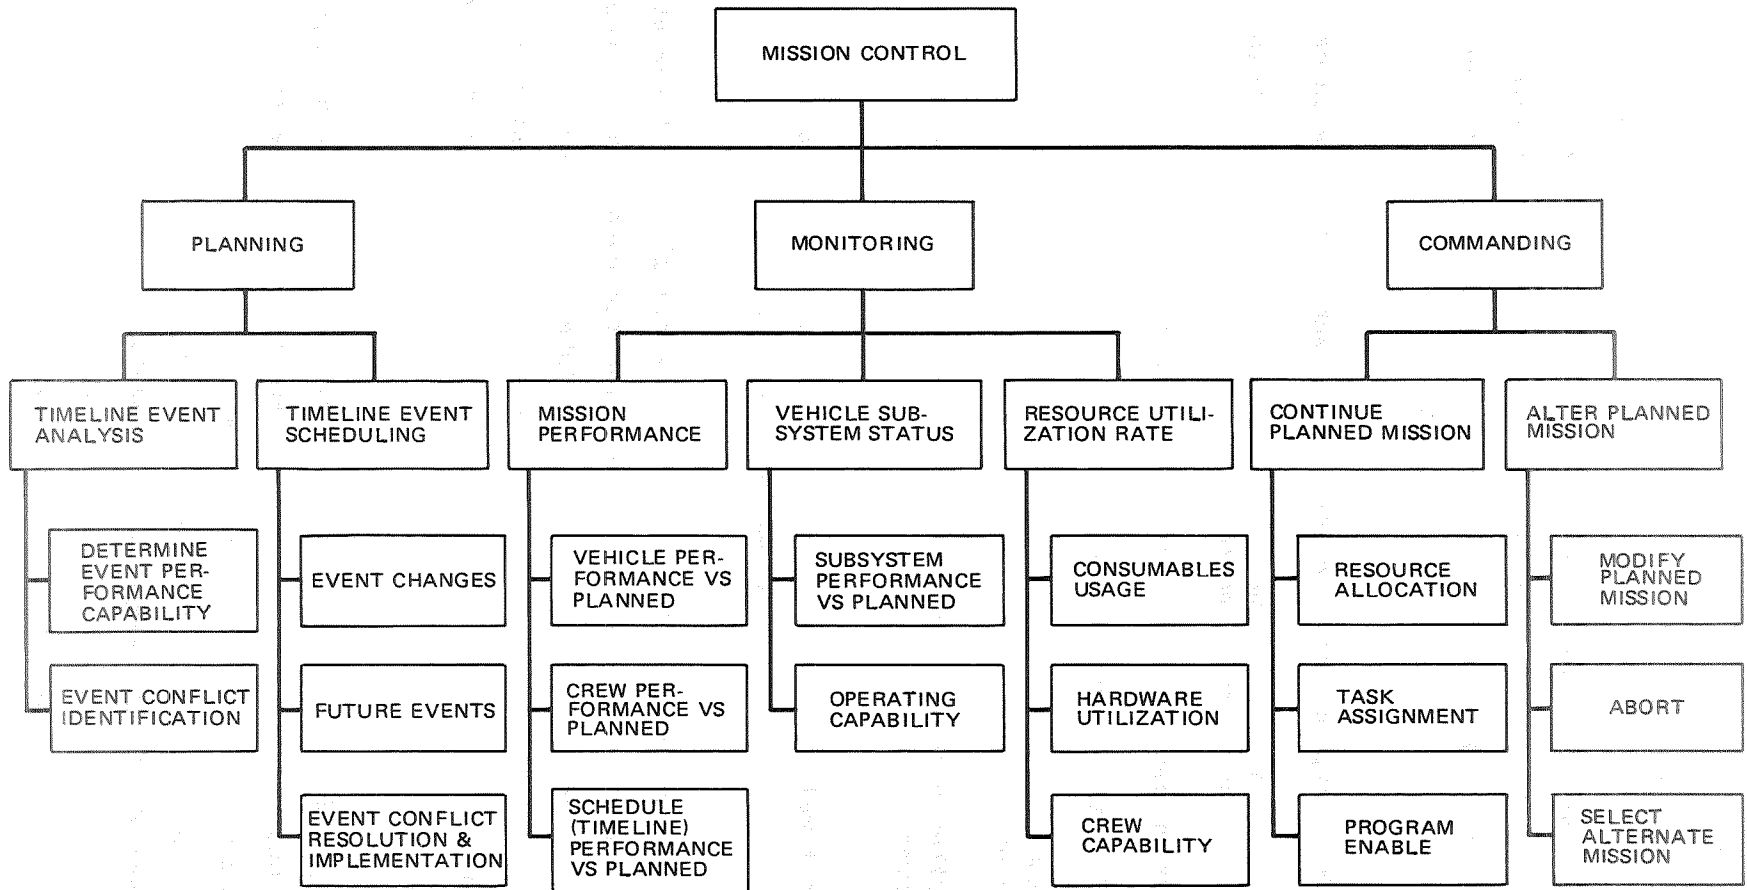 MISSION CONTROL
PLANNING
MONITORING
COMMANDING
TIMELINE EVENT
ANALYSIS
TIMELINE EVENT
SCHEDULING
MISSION
PERFORMANCE
VEHICLE SUB-
SYSTEM STATUS
RESOURCE UTILI-
ZATION RATE
CONTINUE
PLANNED MISSION
ALTER PLANNED
MISSION
DETERMINE
EVENT PER-
FORMANCE
CAPABILITY
EVENT CHANGES
VEHICLE PER-
FORMANCE VS
PLANNED
SUBSYSTEM
PERFORMANCE
VS PLANNED
CONSUMABLES
USAGE
RESOURCE
ALLOCATION
MODIFY
PLANNED
MISSION
EVENT CONFLICT
IDENTIFICATION
FUTURE EVENTS
CREW PER-
FORMANCE VS
PLANNED
OPERATING
CAPABILITY
HARDWARE
UTILIZATION
TASK
ASSIGNMENT
ABORT
EVENT CONFLICT
RESOLUTION &
IMPLEMENTATION
SCHEDULE
(TIMELINE)
PERFORMANCE
VS PLANNED
CREW
CAPABILITY
PROGRAM
ENABLE
SELECT
ALTERNATE
MISSION